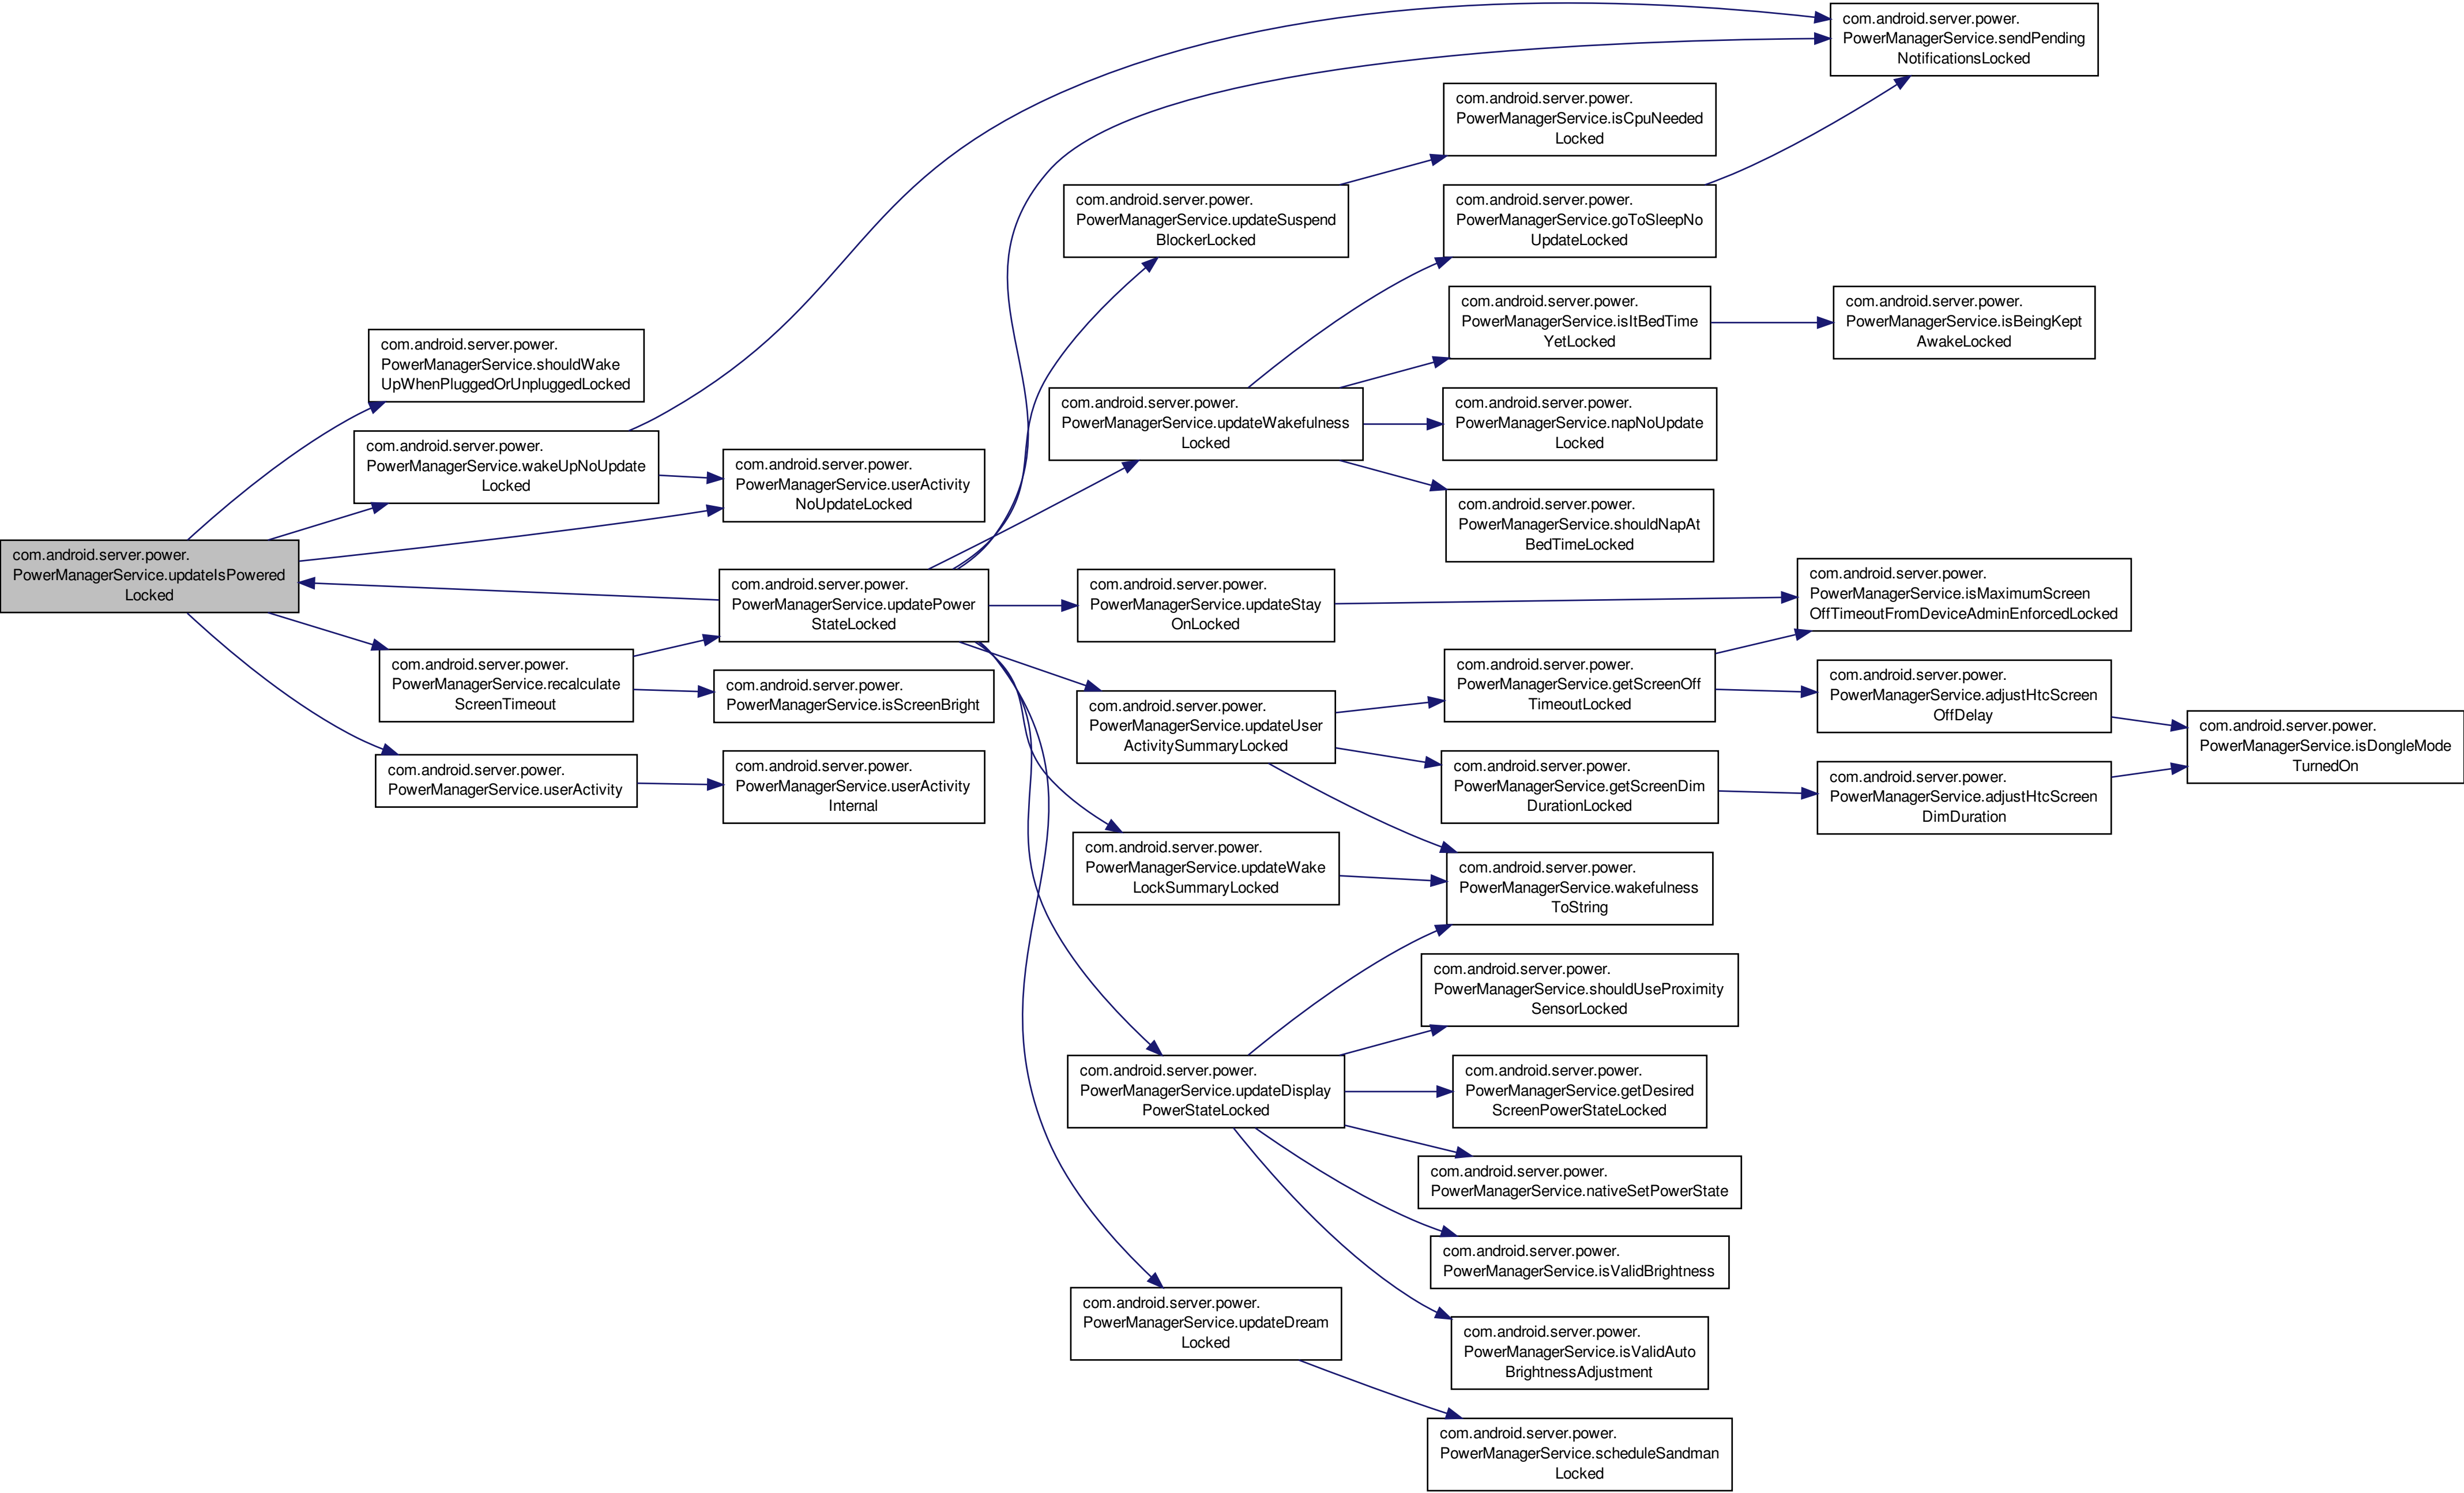 com.android.server.power.
PowerManagerService.sendPending
NotificationsLocked
com.android.server.power.
PowerManagerService.isCpuNeeded
Locked
com.android.server.power.
PowerManagerService.updateSuspend
BlockerLocked
com.android.server.power.
PowerManagerService.goToSleepNo
UpdateLocked
com.android.server.power.
PowerManagerService.isItBedTime
YetLocked
com.android.server.power.
PowerManagerService.isBeingKept
AwakeLocked
com.android.server.power.
PowerManagerService.shouldWake
UpWhenPluggedOrUnpluggedLocked
com.android.server.power.
PowerManagerService.updateWakefulness
Locked
com.android.server.power.
PowerManagerService.napNoUpdate
Locked
com.android.server.power.
PowerManagerService.wakeUpNoUpdate
Locked
com.android.server.power.
PowerManagerService.userActivity
NoUpdateLocked
com.android.server.power.
PowerManagerService.shouldNapAt
BedTimeLocked
com.android.server.power.
PowerManagerService.updateIsPowered
Locked
com.android.server.power.
PowerManagerService.updatePower
StateLocked
com.android.server.power.
PowerManagerService.updateStay
OnLocked
com.android.server.power.
PowerManagerService.isMaximumScreen
OffTimeoutFromDeviceAdminEnforcedLocked
com.android.server.power.
PowerManagerService.recalculate
ScreenTimeout
com.android.server.power.
PowerManagerService.isScreenBright
com.android.server.power.
PowerManagerService.updateUser
ActivitySummaryLocked
com.android.server.power.
PowerManagerService.getScreenOff
TimeoutLocked
com.android.server.power.
PowerManagerService.adjustHtcScreen
OffDelay
com.android.server.power.
PowerManagerService.isDongleMode
TurnedOn
com.android.server.power.
PowerManagerService.userActivity
com.android.server.power.
PowerManagerService.userActivity
Internal
com.android.server.power.
PowerManagerService.getScreenDim
DurationLocked
com.android.server.power.
PowerManagerService.adjustHtcScreen
DimDuration
com.android.server.power.
PowerManagerService.updateWake
LockSummaryLocked
com.android.server.power.
PowerManagerService.wakefulness
ToString
com.android.server.power.
PowerManagerService.shouldUseProximity
SensorLocked
com.android.server.power.
PowerManagerService.updateDisplay
PowerStateLocked
com.android.server.power.
PowerManagerService.getDesired
ScreenPowerStateLocked
com.android.server.power.
PowerManagerService.nativeSetPowerState
com.android.server.power.
PowerManagerService.isValidBrightness
com.android.server.power.
PowerManagerService.updateDream
Locked
com.android.server.power.
PowerManagerService.isValidAuto
BrightnessAdjustment
com.android.server.power.
PowerManagerService.scheduleSandman
Locked